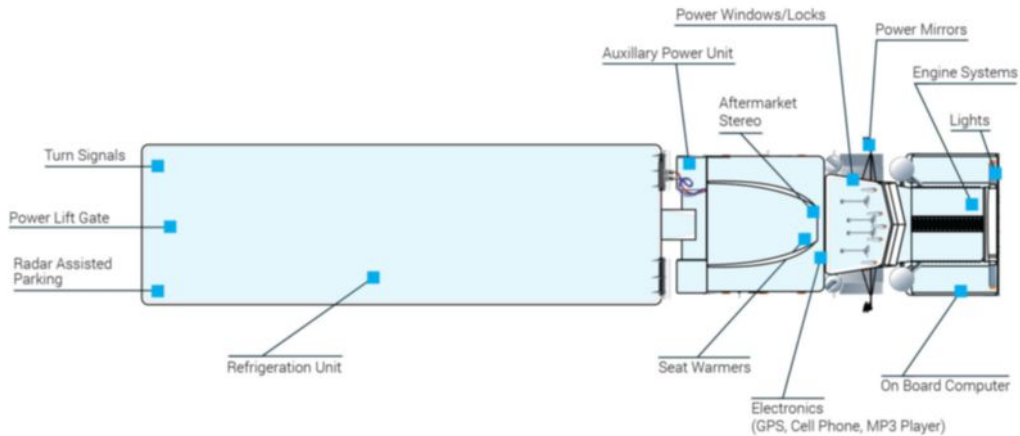 Power Windows/Locks
Power Mirrors
Auxillary Power Unit
Engine Systems
Aftermarket
Stereo
Lights
Turn Signals
Power Lift Gate
Radar Assisted
Parking
Refrigeration Unit
Seat Warmers
On Board Computer
Electronics
(GPS, Cell Phone, MP3 Player)